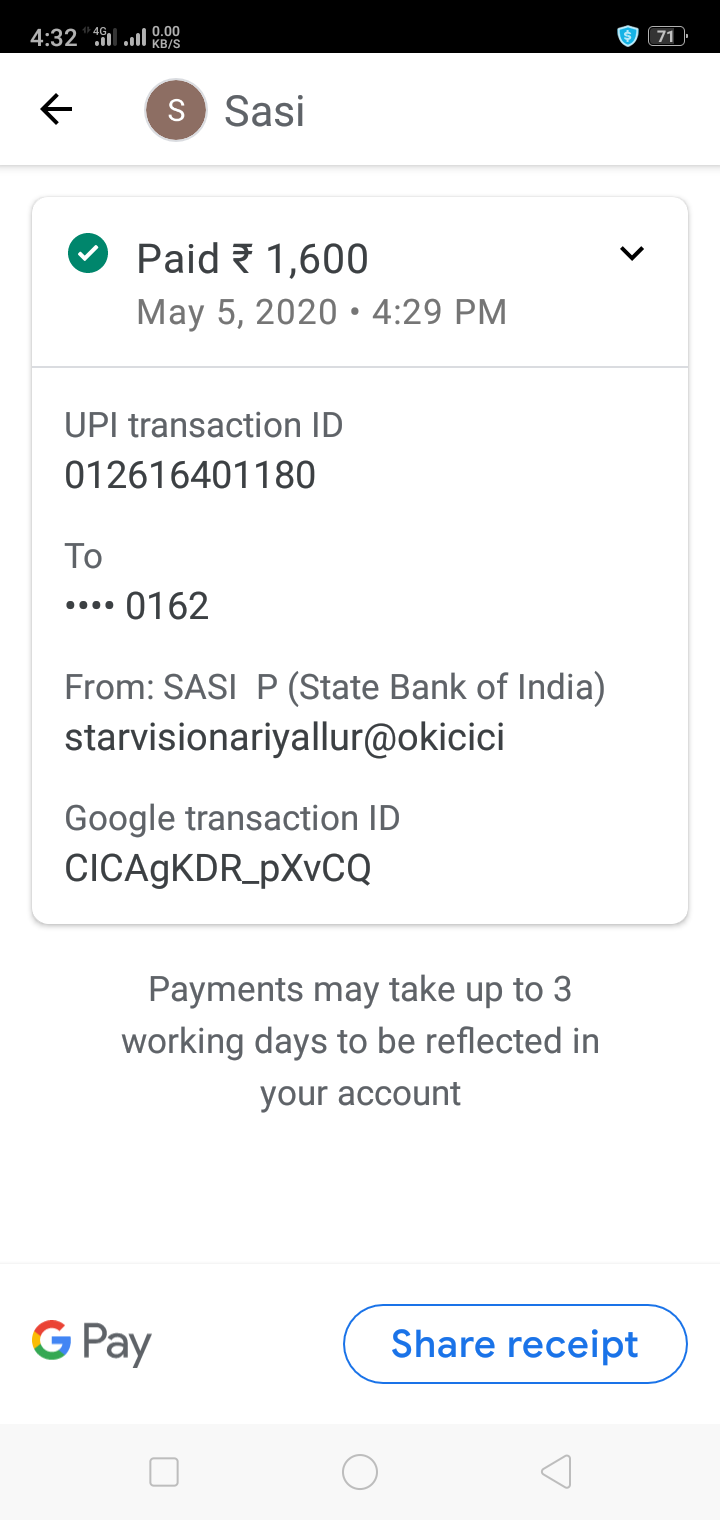 4:32 4G 0.00 KB/S 71
S Sasi
Paid ₹ 1,600
May 5, 2020 • 4:29 PM
UPI transaction ID
012616401180
To
•••• 0162
From: SASI  P (State Bank of India)
starvisionariyallur@okicici
Google transaction ID
CICAgKDR_pXvCQ
Payments may take up to 3
working days to be reflected in
your account
G Pay
Share receipt